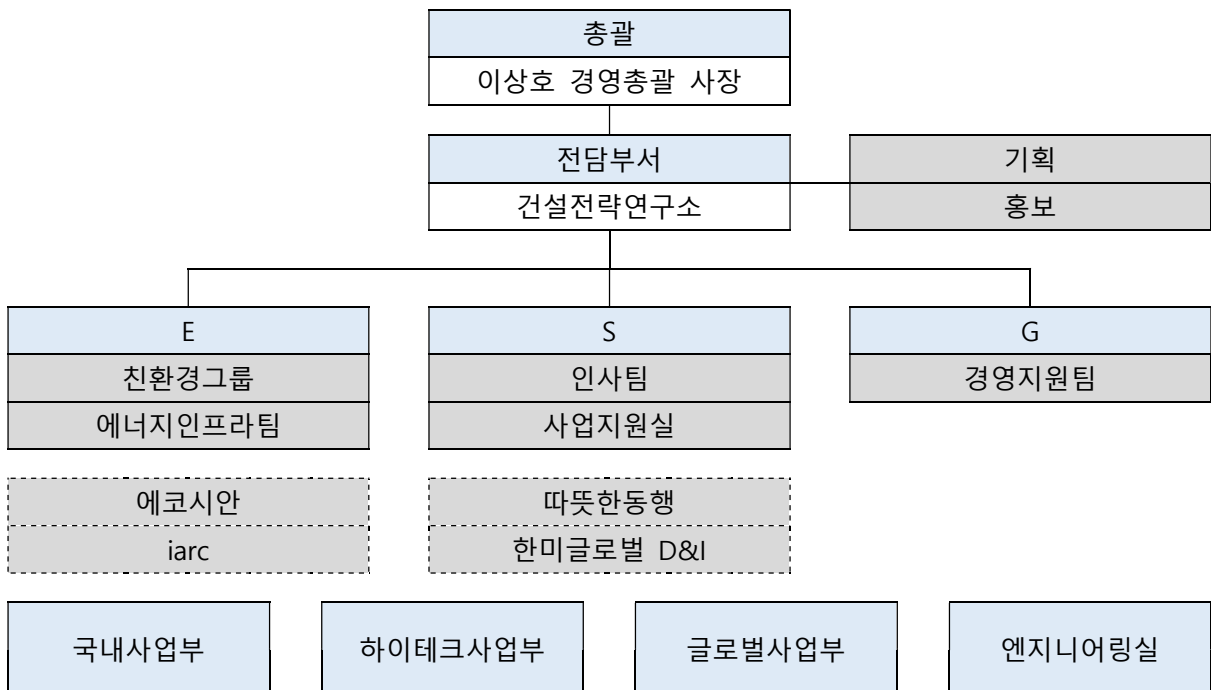 총괄
이상호 경영총괄 사장
전담부서
건설전략연구소
기획
홍보
E
친환경그룹
에너지인프라팀
S
인사팀
사업지원실
G
경영지원팀
에코시안
iarc
따뜻한동행
한미글로벌 D&I
국내사업부
하이테크사업부
글로벌사업부
엔지니어링실